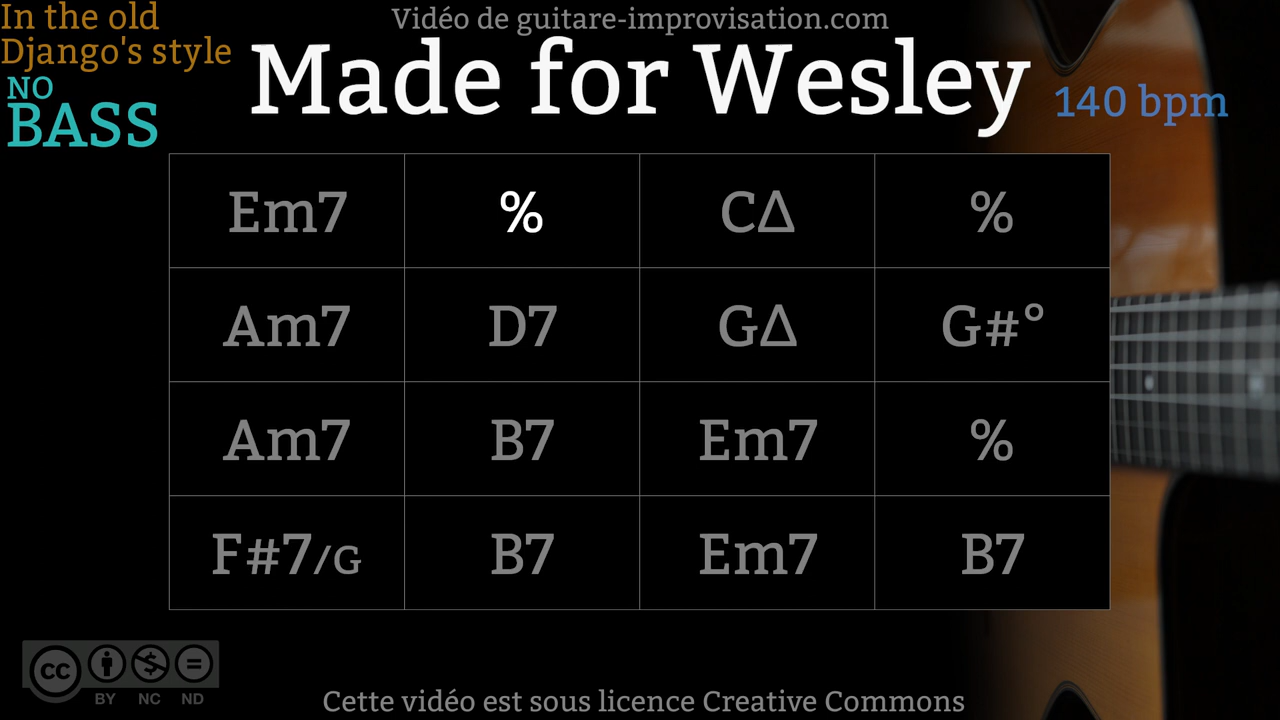 In the old
Django's style
Vidéo de guitare-improvisation.com
NO
BASS
Made for Wesley
140 bpm
Em7 % CΔ %
Am7 D7 GΔ G#°
Am7 B7 Em7 %
F#7/G B7 Em7 B7
cc
BY NC ND
Cette vidéo est sous licence Creative Commons